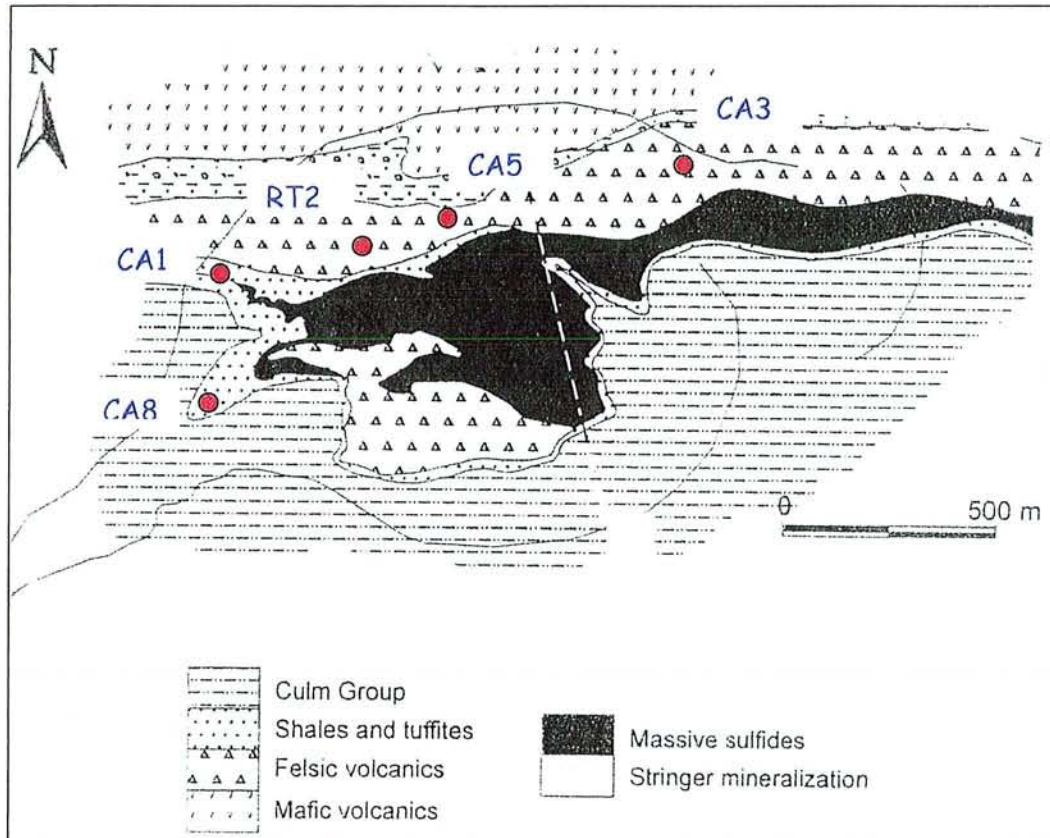 N
CA3
CA5
RT2
CA1
CA8
0 500 m
Culm Group
Shales and tuffites
Felsic volcanics
Mafic volcanics
Massive sulfides
Stringer mineralization